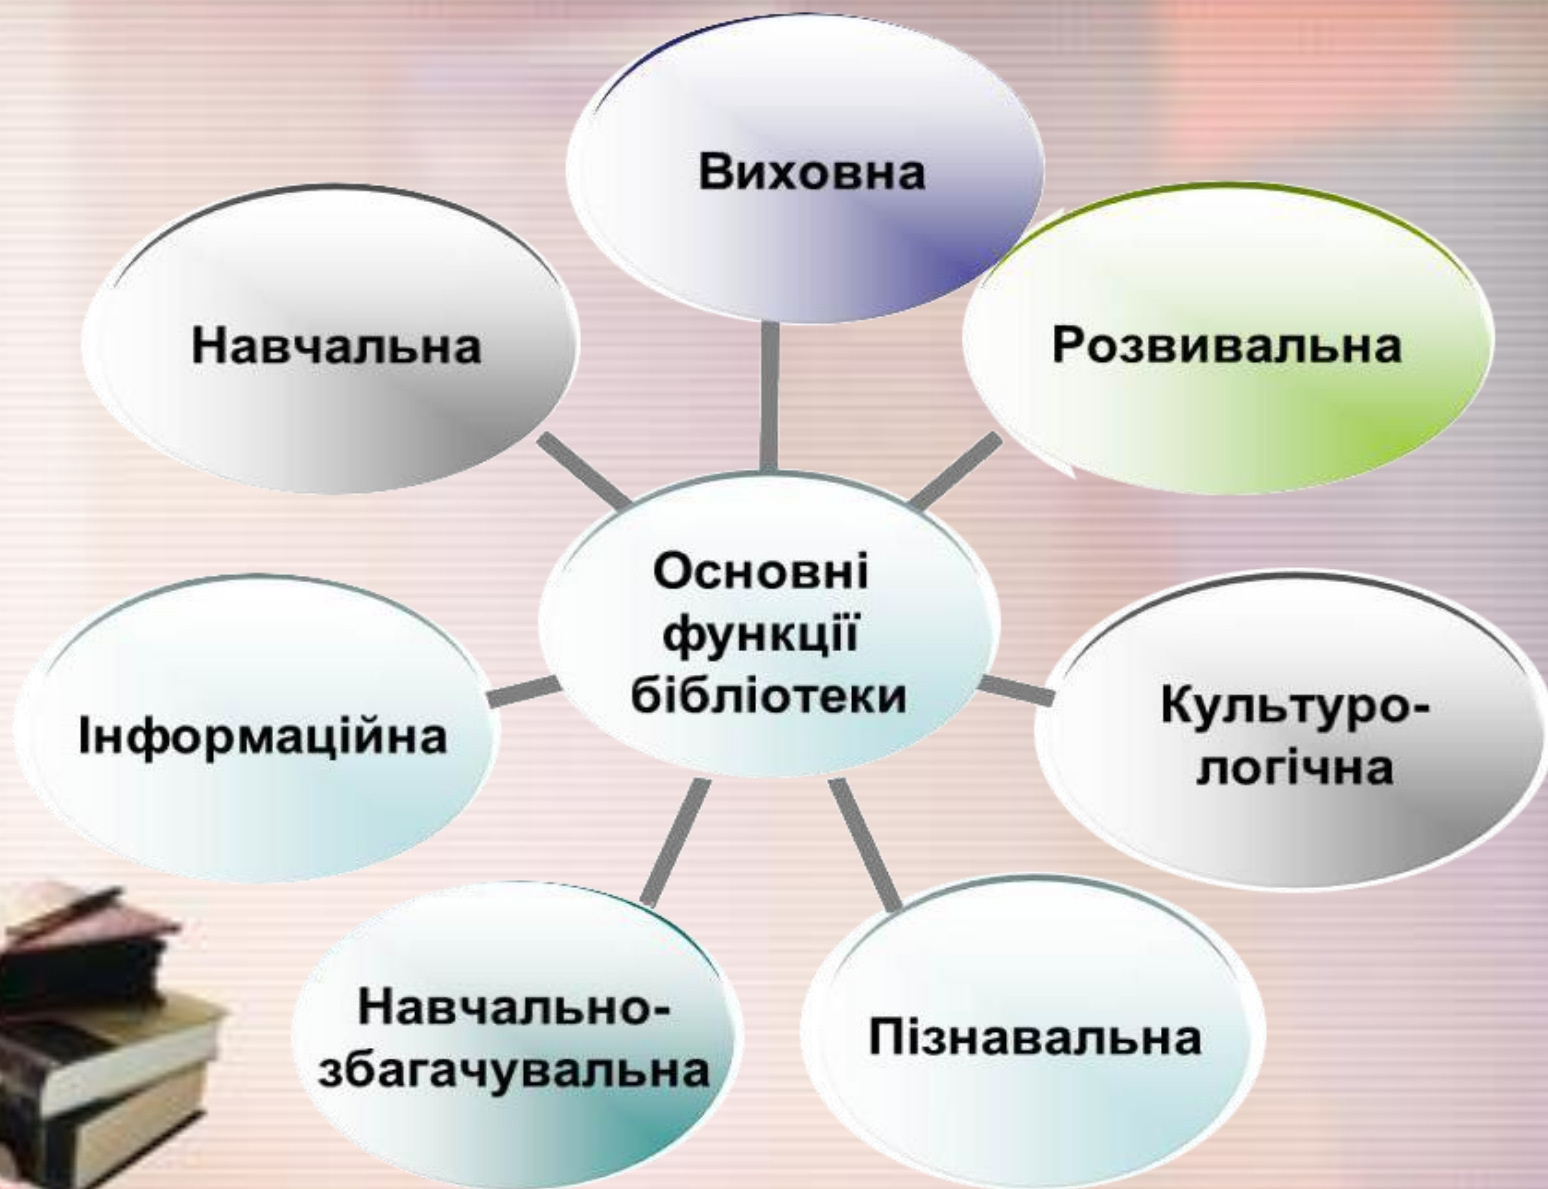 Виховна
Навчальна
Розвивальна
Основні
функції
бібліотеки
Інформаційна
Культуро-
логічна
Навчально-
збагачувальна
Пізнавальна